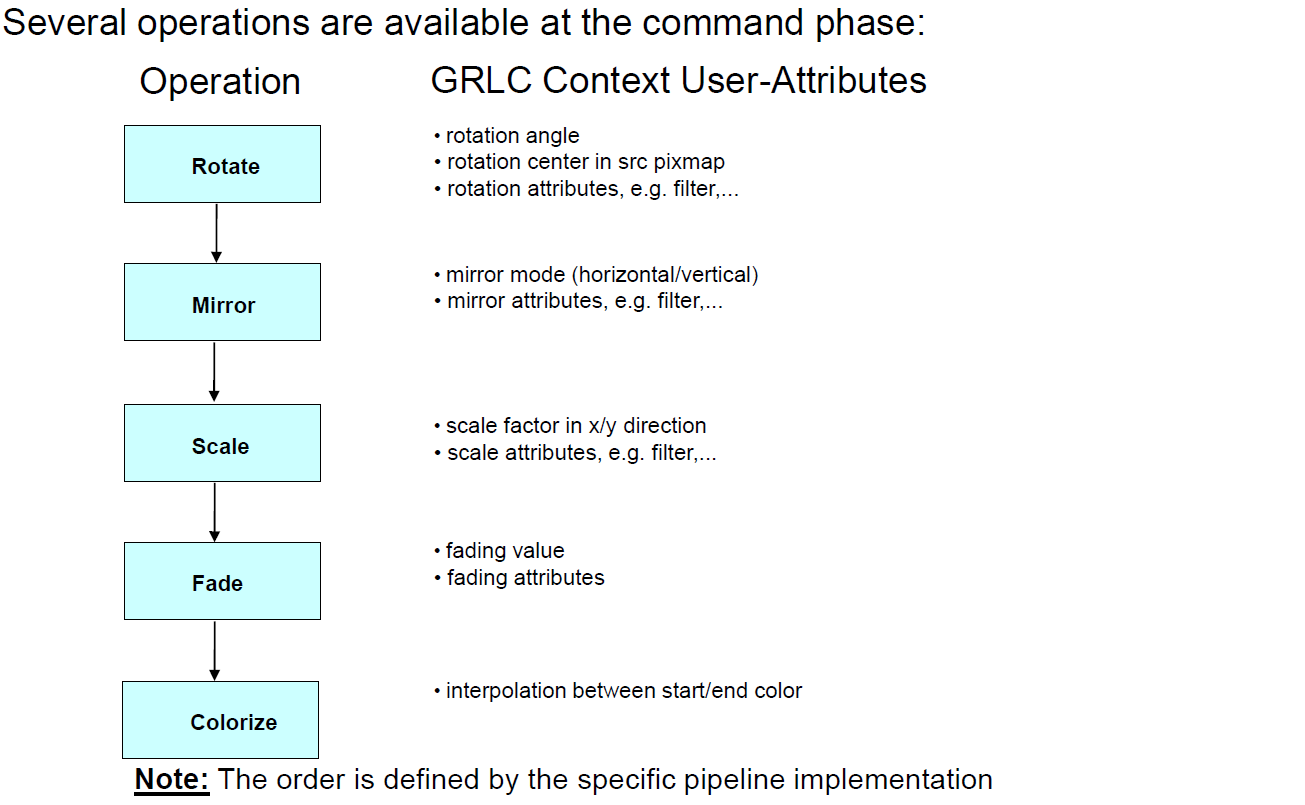 Several operations are available at the command phase:
Operation
GRLC Context User-Attributes
Rotate
• rotation angle
• rotation center in src pixmap
• rotation attributes, e.g. filter,...
Mirror
• mirror mode (horizontal/vertical)
• mirror attributes, e.g. filter,...
Scale
• scale factor in x/y direction
• scale attributes, e.g. filter,...
Fade
• fading value
• fading attributes
Colorize
• interpolation between start/end color
Note: The order is defined by the specific pipeline implementation